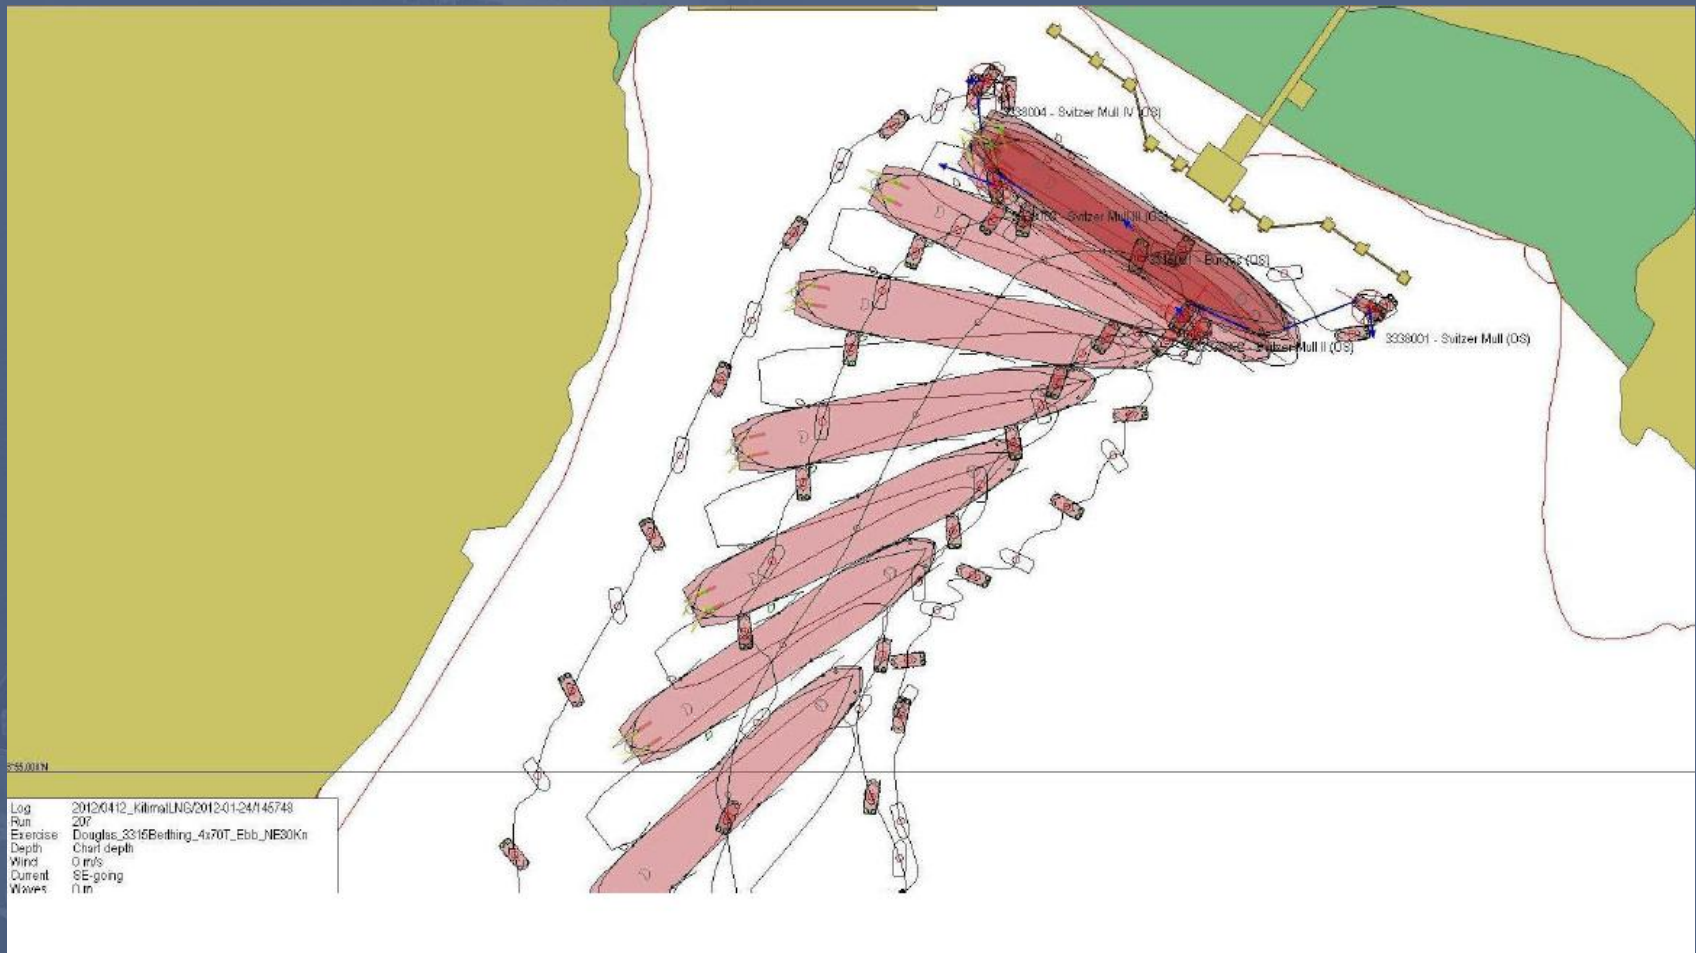 3338004 - Svitzer Mull IV (OS)
Svitzer Mull III (OS)
(OS)
3338001 - Svitzer Mull (OS)
Svitzer Mull II (OS)
Log 2012/0412_KitimatLNG/2012-01-24/145748
Run 207
Exercise Douglas_3315Berthing_4x70T_Ebb_NE30Kn
Depth Chart depth
Wind 0 m/s
Current SE-going
Waves 0 m